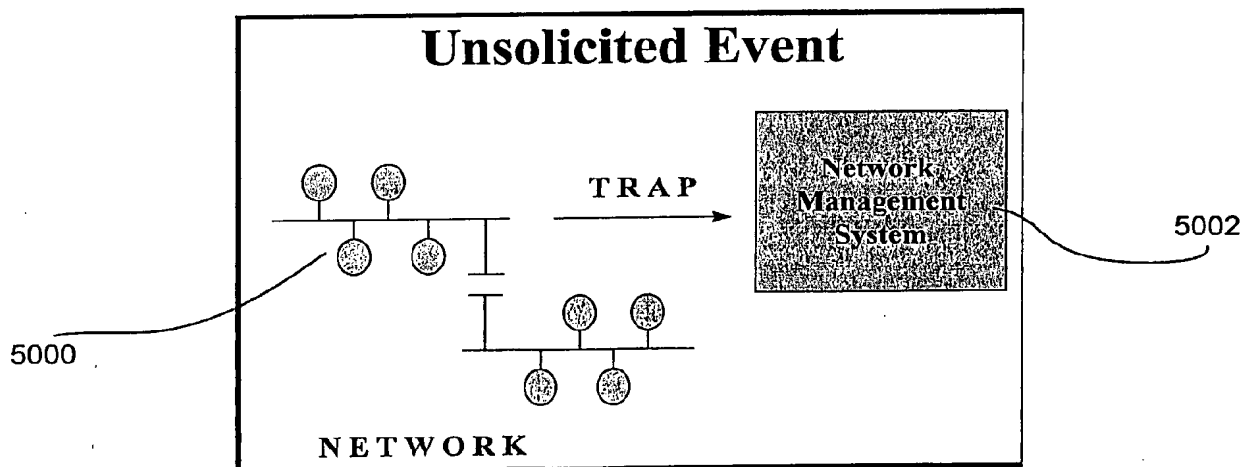 Unsolicited Event
TRAP
Network
Management
System
5002
5000
NETWORK